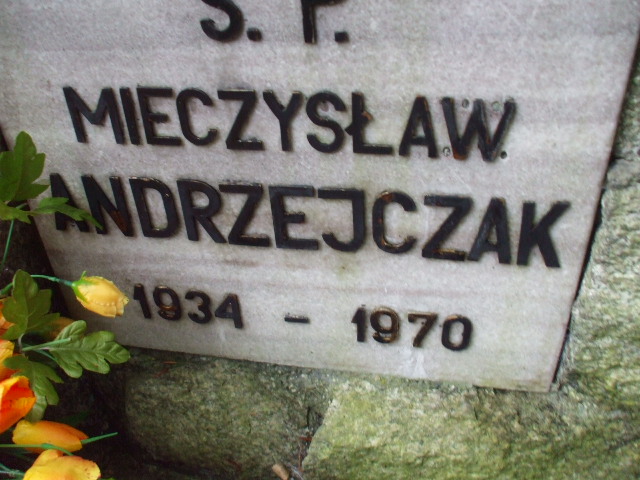 Ś. P.
MIECZYSŁAW
ANDRZEJCZAK
1934 - 1970